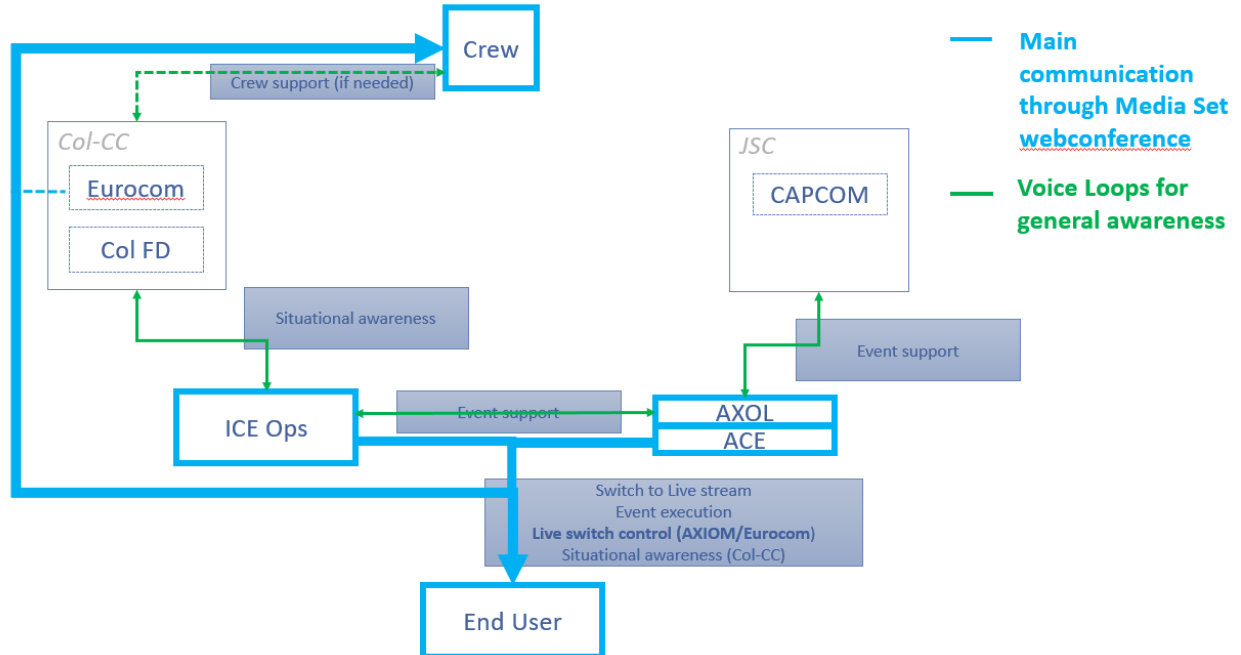 Crew
Crew support (if needed)
Main
communication
through Media Set
webconference
Voice Loops for
general awareness
Col-CC
Eurocom
Col FD
JSC
CAPCOM
Situational awareness
Event support
Event support
ICE Ops
AXOL
ACE
Switch to Live stream
Event execution
Live switch control (AXIOM/Eurocom)
Situational awareness (Col-CC)
End User